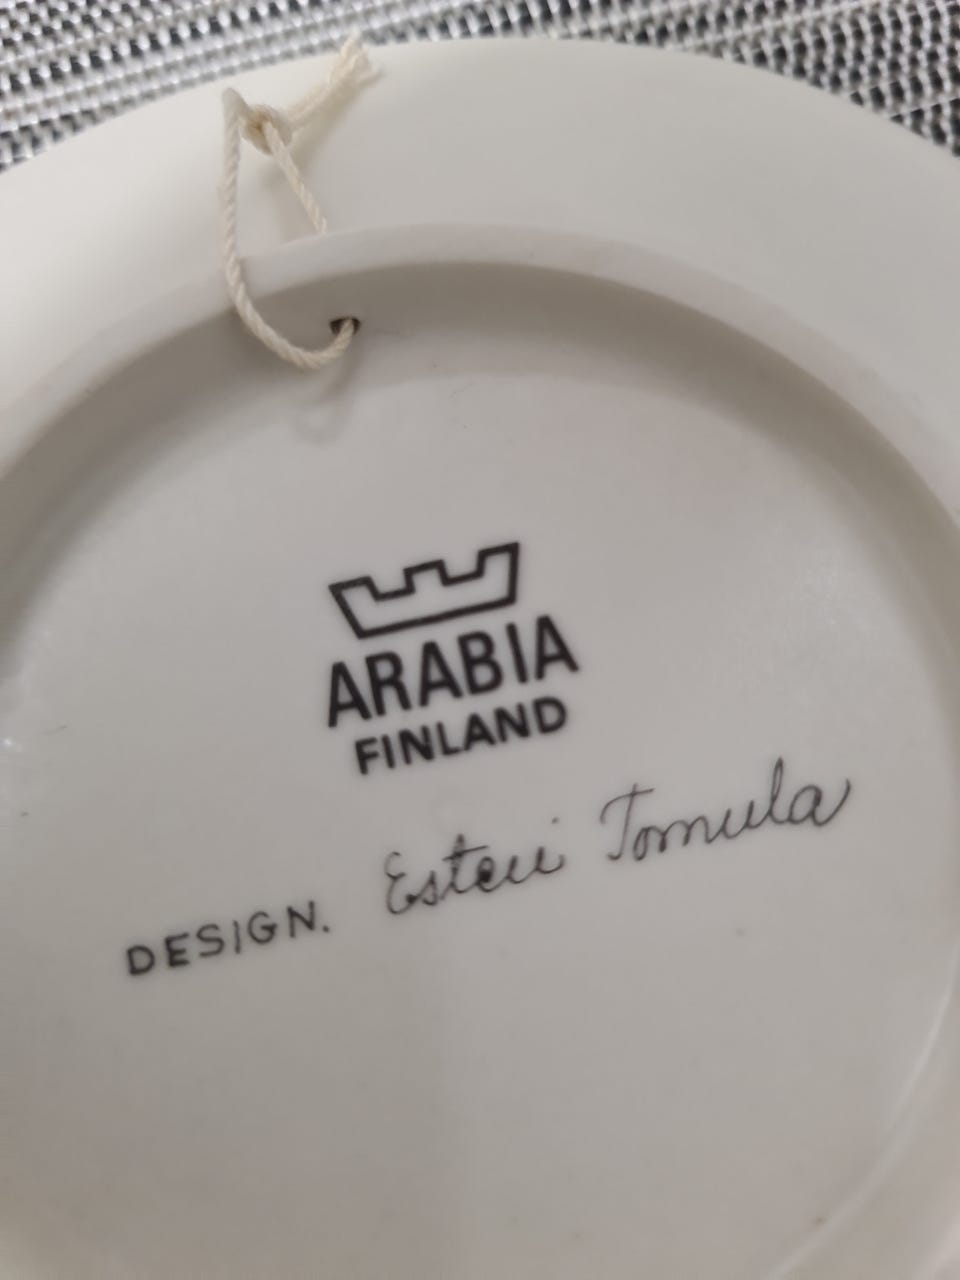 ARABIA
FINLAND
DESIGN. Esteri Tomula